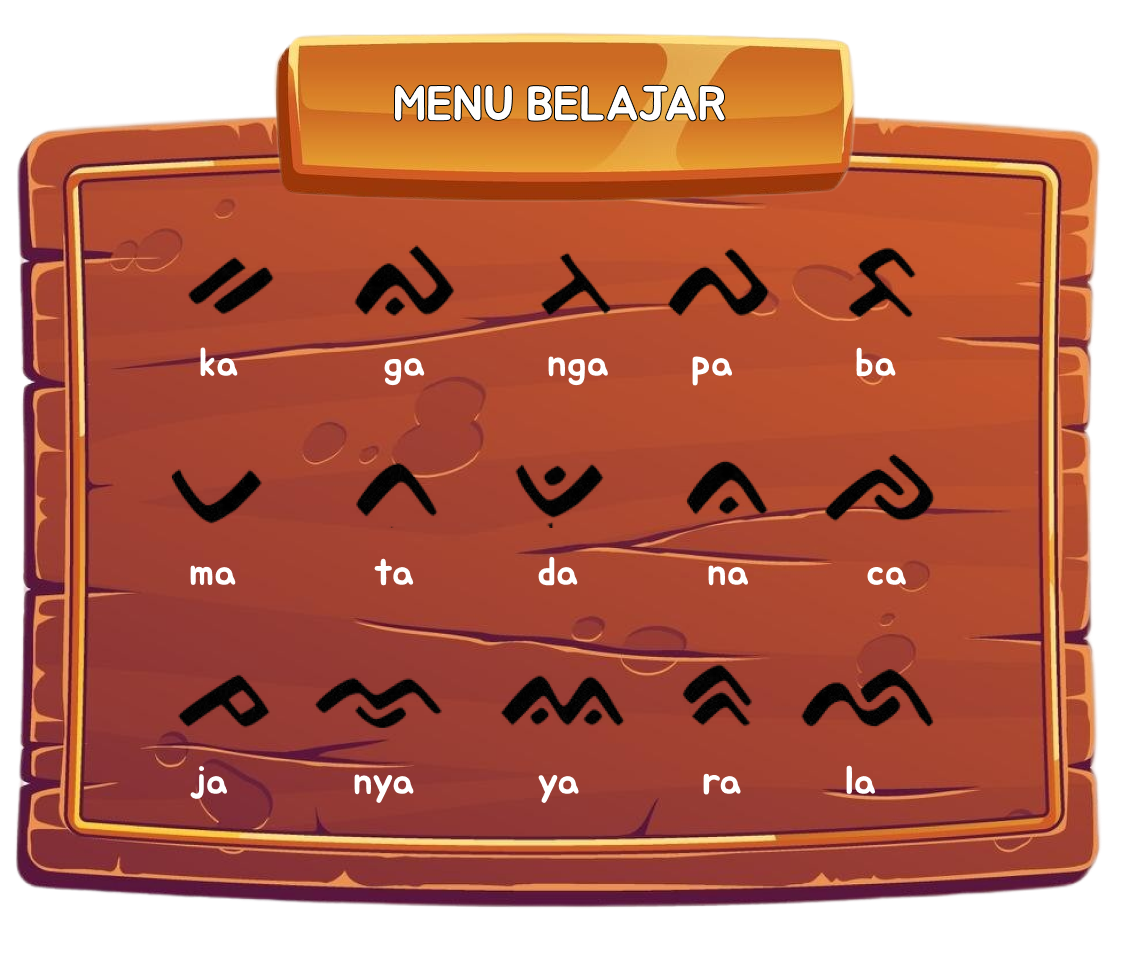 MENU BELAJAR
ᨀ ᨁ ᨂ ᨄ ᨅ
ka ga nga pa ba
ᨆ ᨈ ᨉ ᨊ ᨌ
ma ta da na ca
ᨍ ᨎ ᨐ ᨑ ᨒ
ja nya ya ra la